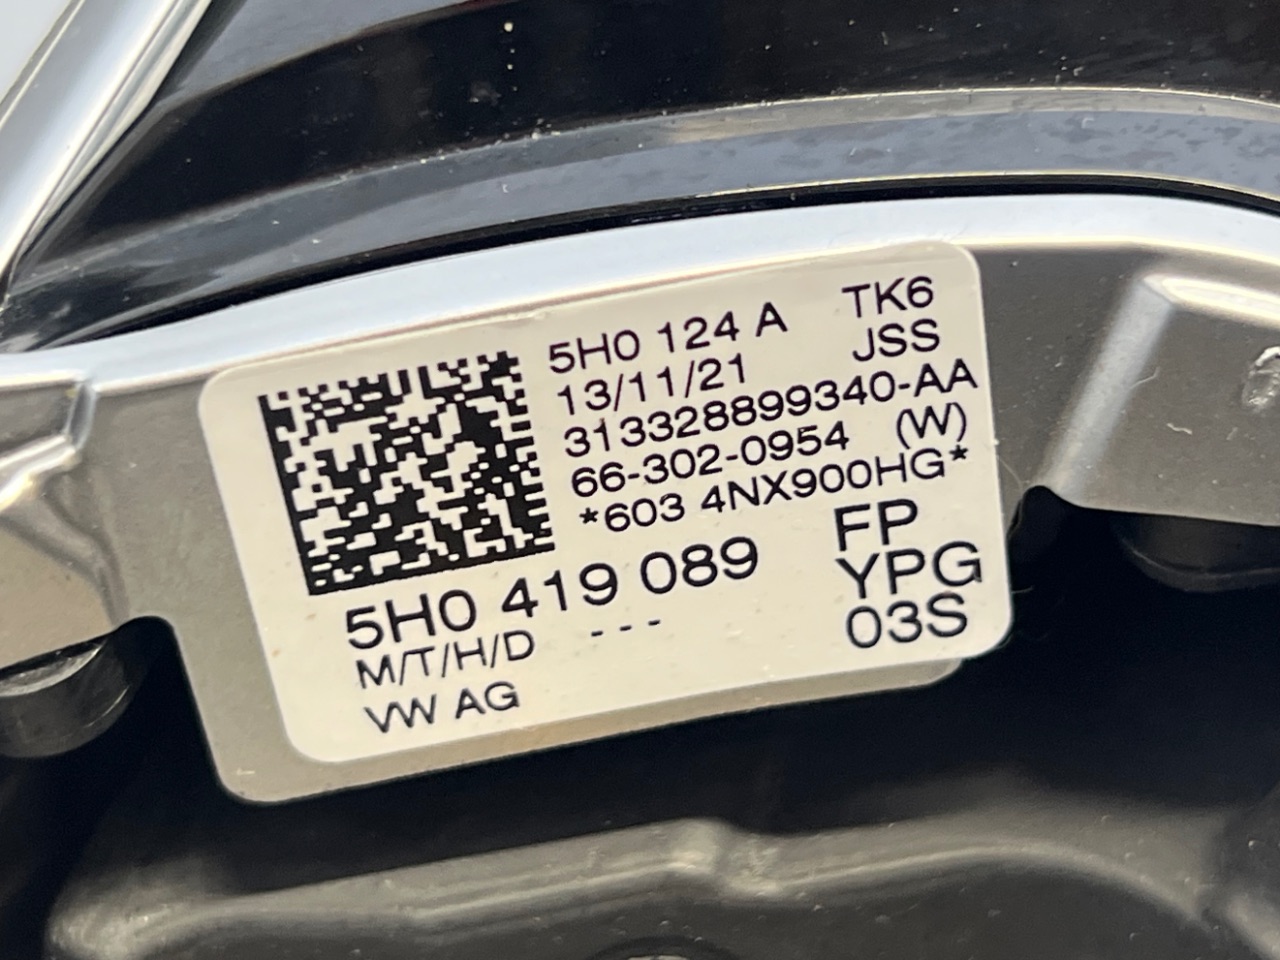 5H0 124 A TK6
13/11/21 JSS
313328899340-AA
66-302-0954 (W)
*603 4NX900HG*
5H0 419 089 FP
M/T/H/D --- YPG
VW AG 03S